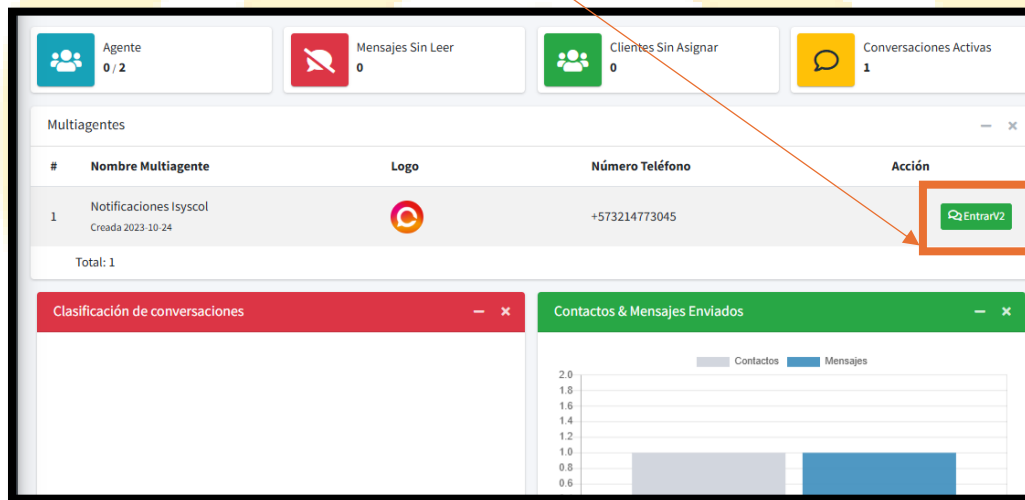 Agente
0 / 2
Mensajes Sin Leer
0
Clientes Sin Asignar
0
Conversaciones Activas
1
Multiagentes
# Nombre Multiagente Logo Número Teléfono Acción
1 Notificaciones Isyscol +573214773045 EntrarV2
Creada 2023-10-24
Total: 1
Clasificación de conversaciones
Contactos & Mensajes Enviados
Contactos Mensajes
2.0
1.8
1.6
1.4
1.2
1.0
0.8
0.6